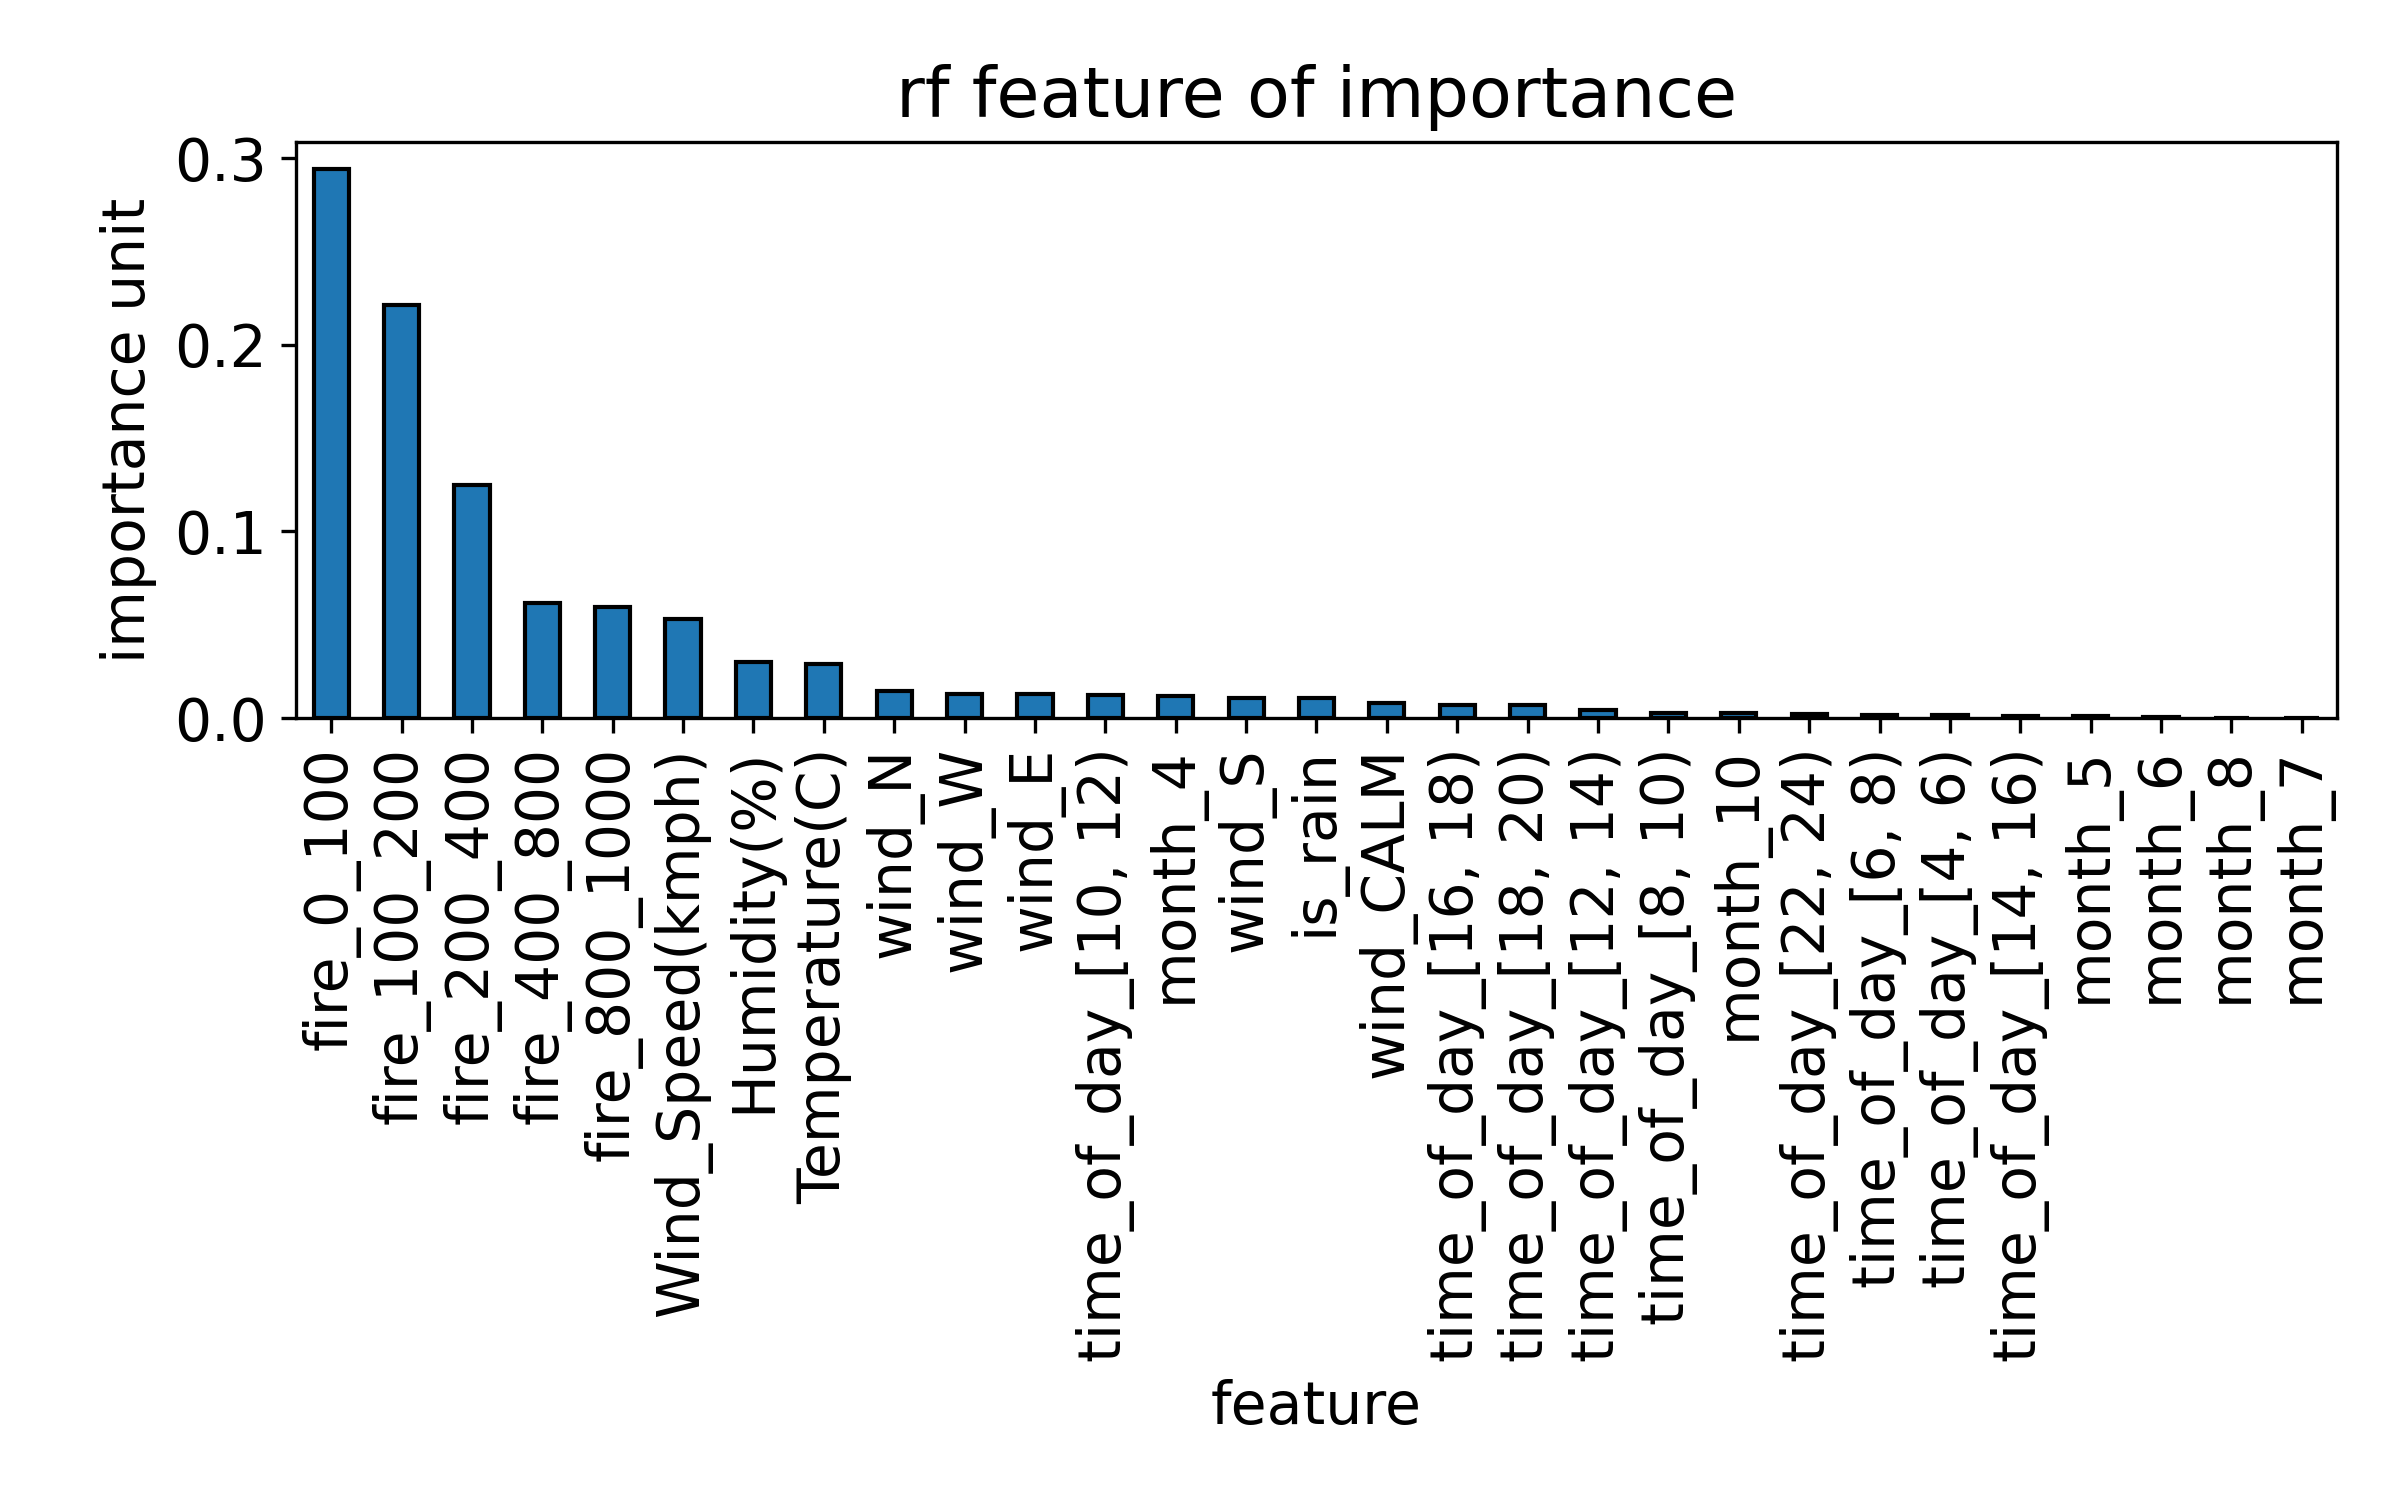 rf feature of importance
importance unit
0.3
0.2
0.1
0.0
fire_0_100
fire_100_200
fire_200_400
fire_400_800
fire_800_1000
Wind_Speed(kmph)
Humidity(%)
Temperature(C)
wind_N
wind_W
wind_E
time_of_day_[10, 12)
month_4
wind_S
is_rain
wind_CALM
time_of_day_[16, 18)
time_of_day_[18, 20)
time_of_day_[12, 14)
time_of_day_[8, 10)
month_10
time_of_day_[22, 24)
time_of_day_[6, 8)
time_of_day_[4, 6)
time_of_day_[14, 16)
month_5
month_6
month_8
month_7
feature